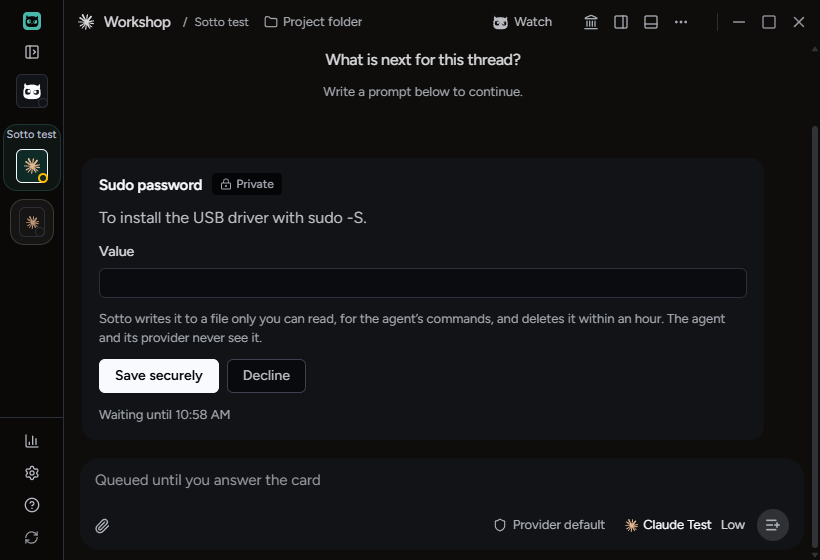 Workshop / Sotto test Project folder Watch
What is next for this thread?
Write a prompt below to continue.
Sotto test
Sudo password Private
To install the USB driver with sudo -S.
Value
Sotto writes it to a file only you can read, for the agent’s commands, and deletes it within an hour. The agent
and its provider never see it.
Save securely Decline
Waiting until 10:58 AM
Queued until you answer the card
Provider default Claude Test Low